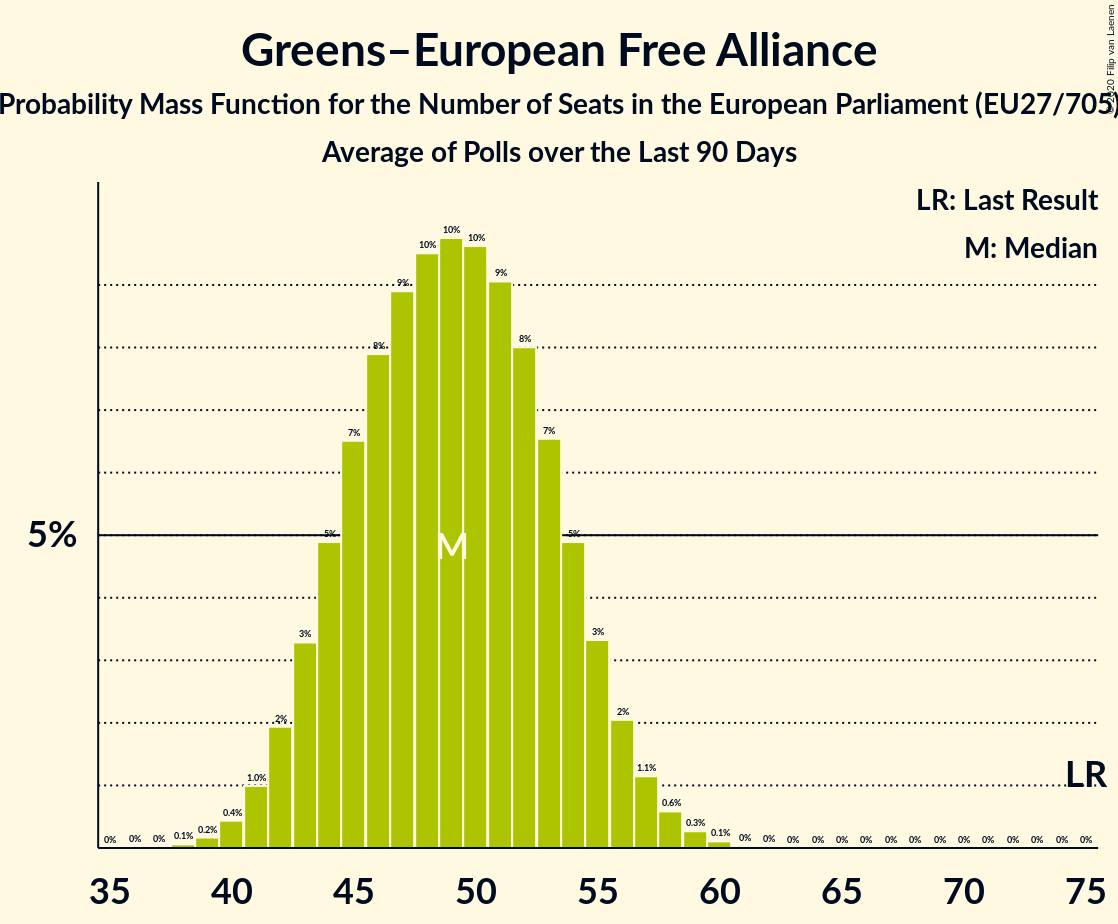 Greens–European Free Alliance
Probability Mass Function for the Number of Seats in the European Parliament (EU27/705)
Average of Polls over the Last 90 Days
© 2020 Filip van Laenen
LR: Last Result
M: Median
5%
0% 0% 0% 0.1% 0.2% 0.4% 1.0% 2% 3% 5% 7% 8% 9% 10% 10% 10% 9% 8% 7% 5% 3% 2% 1.1% 0.6% 0.3% 0.1% 0% 0% 0% 0% 0% 0% 0% 0% 0% 0% 0% 0% 0% 0% 0%
M
LR
35 40 45 50 55 60 65 70 75